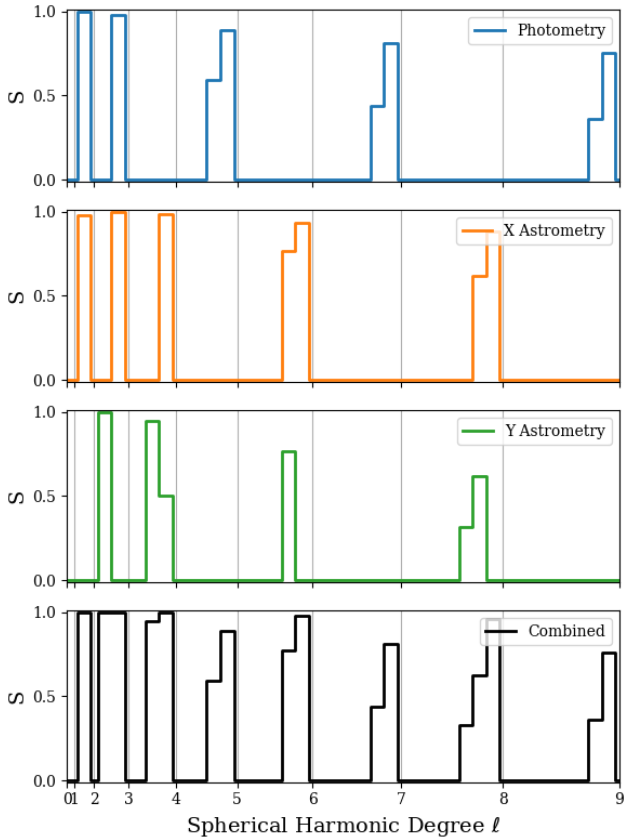 1.0
Photometry
S
0.5
0.0
1.0
X Astrometry
S
0.5
0.0
1.0
Y Astrometry
S
0.5
0.0
1.0
Combined
S
0.5
0.0
0 1 2 3 4 5 6 7 8 9
Spherical Harmonic Degree ℓ